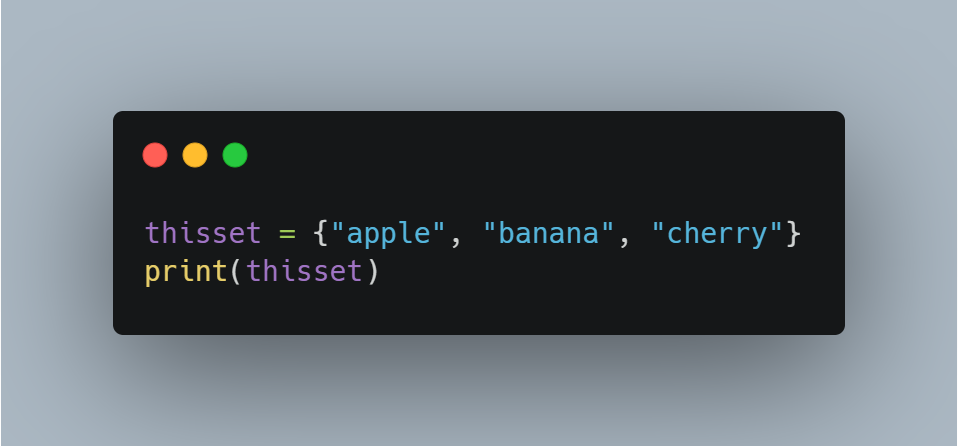 thisset = {"apple", "banana", "cherry"}
print(thisset)